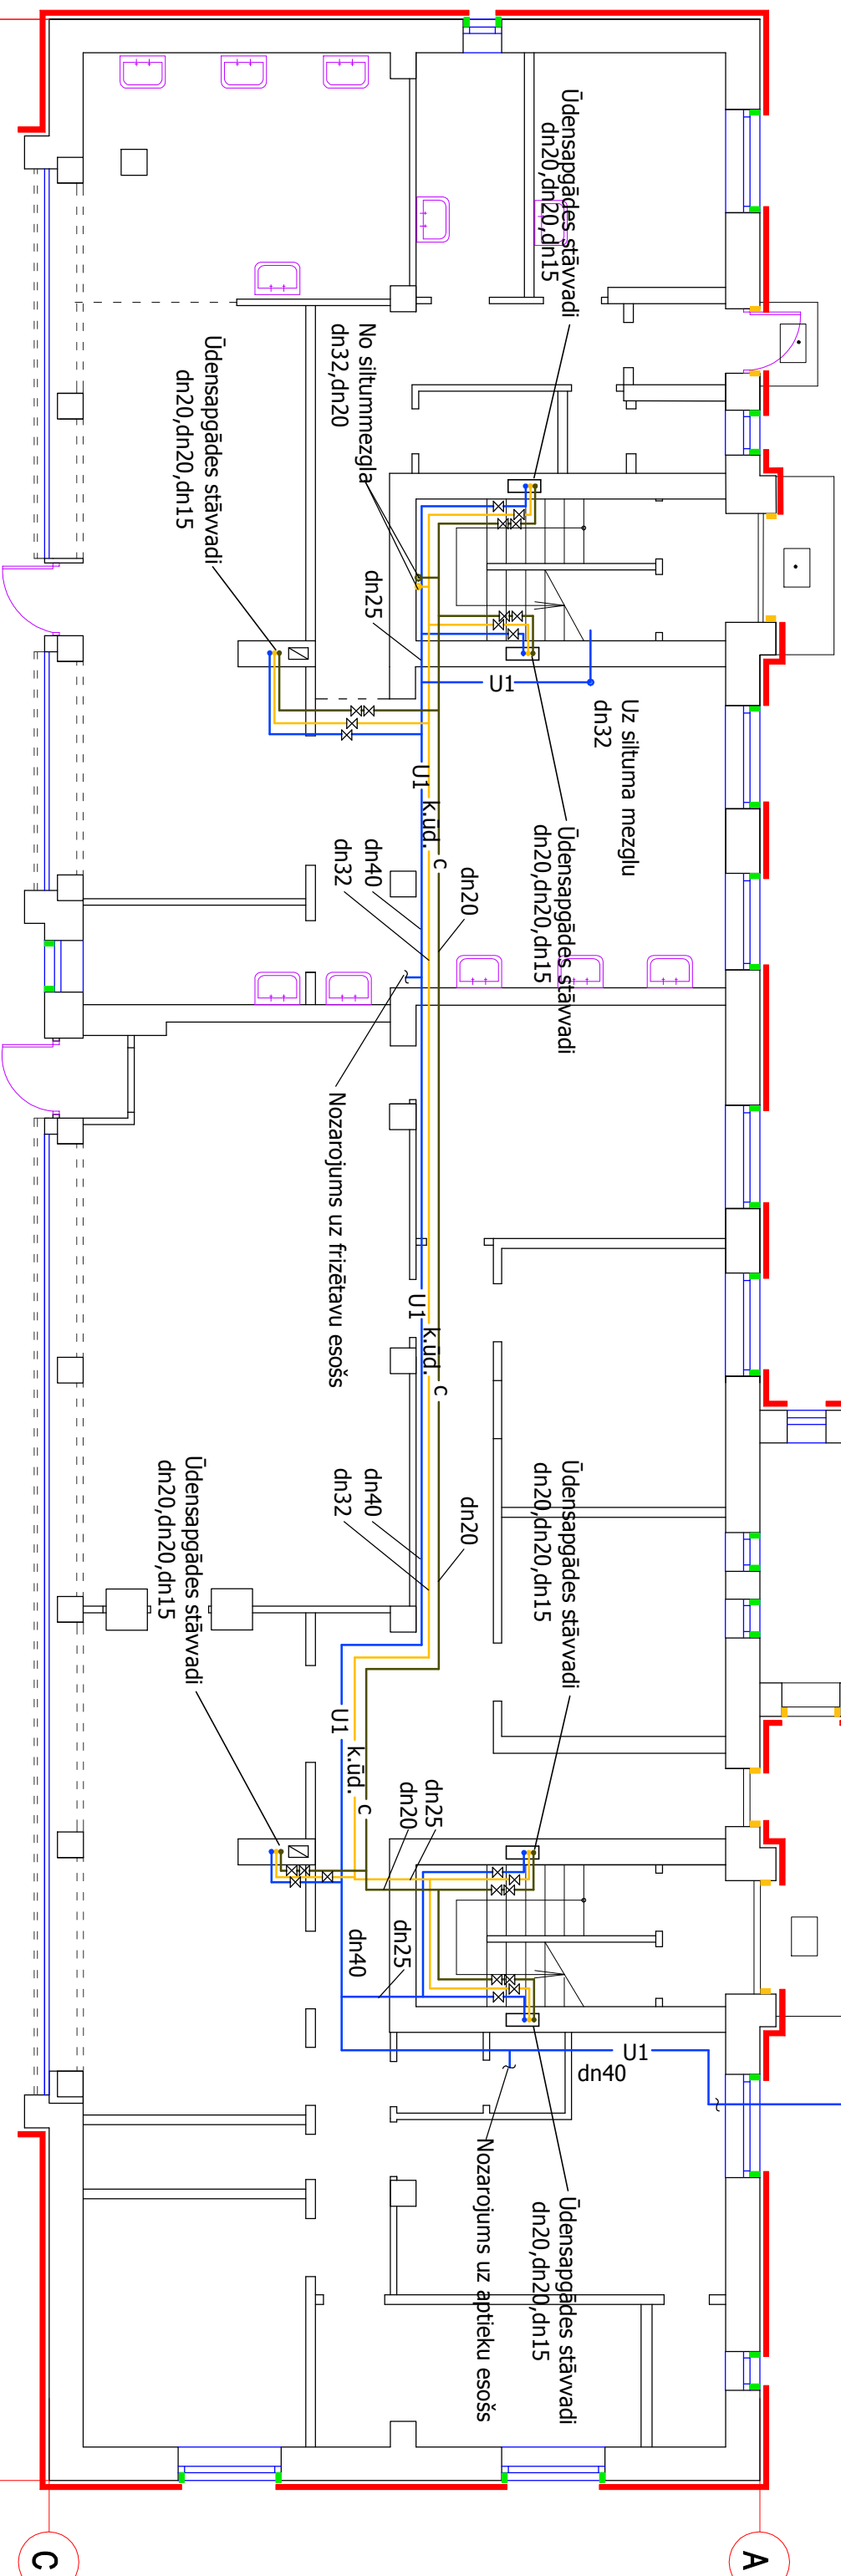 Ūdensapgādes stāvvadi
dn20,dn20,dn15
No siltummezgla
dn32,dn20
Ūdensapgādes stāvvadi
dn20,dn20,dn15
dn25
U1
Uz siltuma mezglu
dn32
Ūdensapgādes stāvvadi
dn20,dn20,dn15
U1
k.ūd.
c
dn20
dn40
dn32
Nozarojums uz frizētavu esošs
U1
k.ūd.
c
dn20
dn40
dn32
Ūdensapgādes stāvvadi
dn20,dn20,dn15
Ūdensapgādes stāvvadi
dn20,dn20,dn15
U1
k.ūd.
c
dn25
dn20
dn25
dn40
U1
dn40
Nozarojums uz aptieku esošs
Ūdensapgādes stāvvadi
dn20,dn20,dn15
A
C